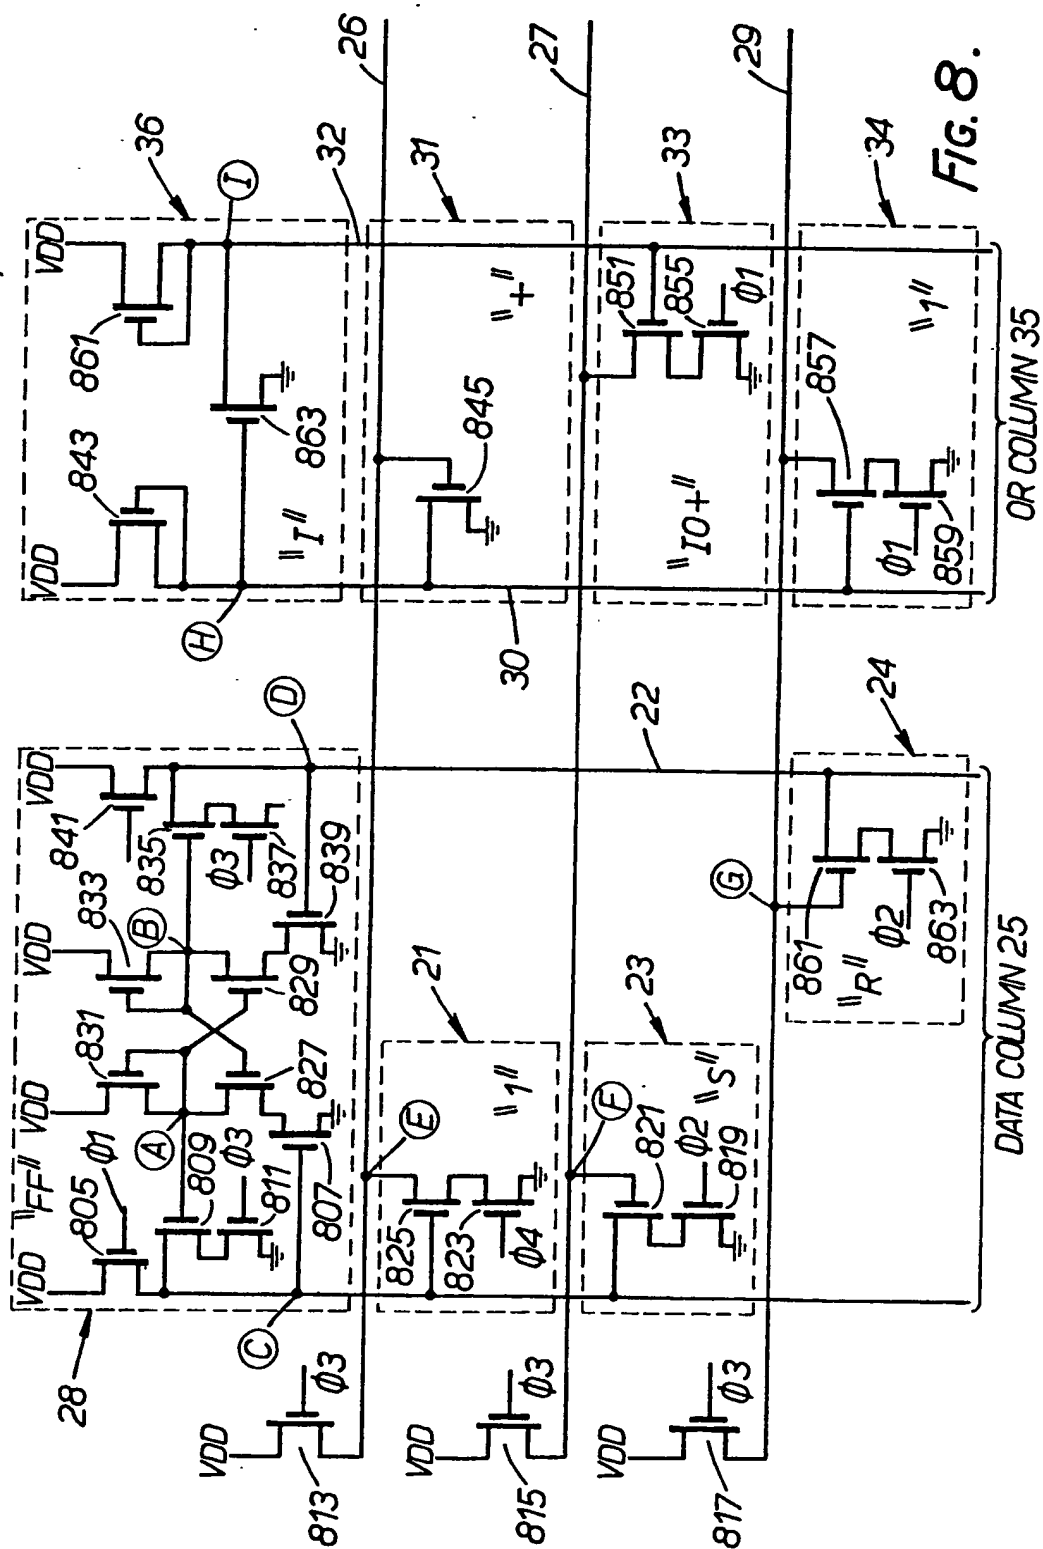 FIG. 8.
28
"FF"
VDD
VDD
VDD
VDD
805
Φ1
831
833
841
A
B
809
Φ3
811
807
827
829
835
Φ3
837
839
C
D
VDD
813
Φ3
VDD
815
Φ3
VDD
817
Φ3
E
21
"1"
825
823
Φ4
F
23
"S"
821
Φ2
819
G
22
24
861
"R"
Φ2
863
DATA COLUMN 25
VDD
VDD
843
861
36
H
I
863
"I"
32
26
31
"+"
845
30
27
33
851
855
Φ1
"IO+"
29
34
857
"1"
Φ1
859
OR COLUMN 35